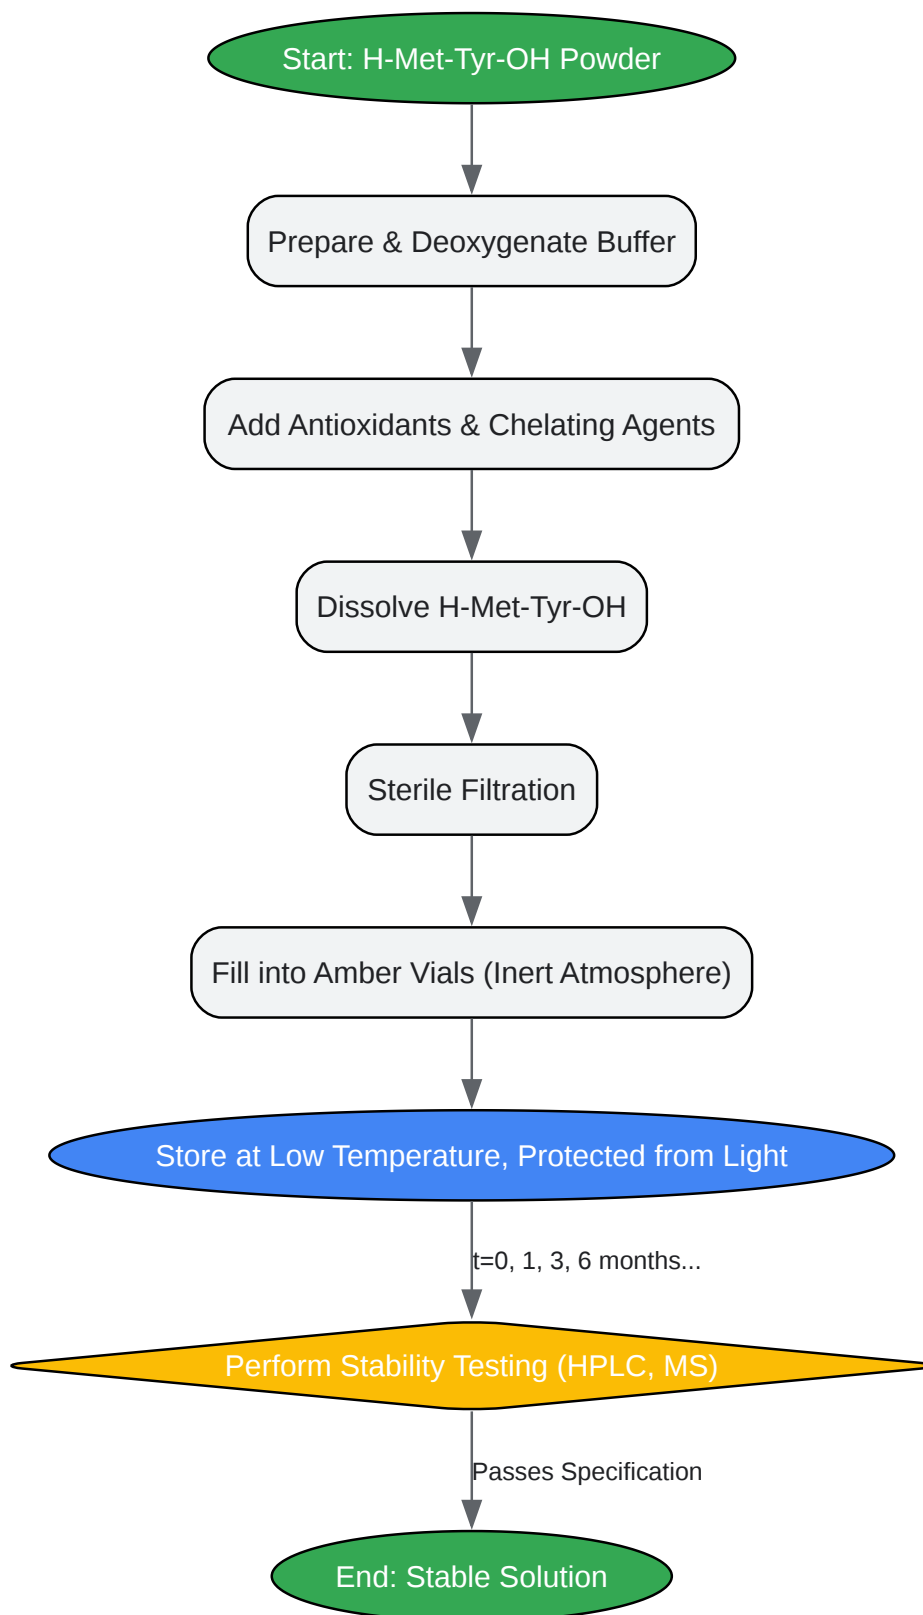 Start: H-Met-Tyr-OH Powder
Prepare & Deoxygenate Buffer
Add Antioxidants & Chelating Agents
Dissolve H-Met-Tyr-OH
Sterile Filtration
Fill into Amber Vials (Inert Atmosphere)
Store at Low Temperature, Protected from Light
t=0, 1, 3, 6 months...
Perform Stability Testing (HPLC, MS)
Passes Specification
End: Stable Solution